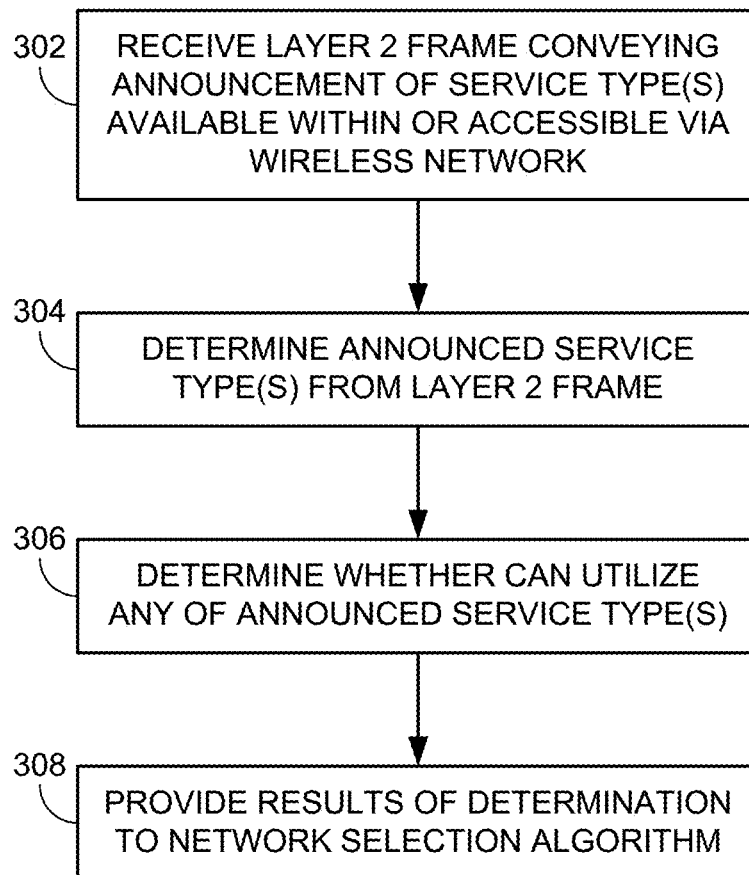 302
RECEIVE LAYER 2 FRAME CONVEYING
ANNOUNCEMENT OF SERVICE TYPE(S)
AVAILABLE WITHIN OR ACCESSIBLE VIA
WIRELESS NETWORK
304
DETERMINE ANNOUNCED SERVICE
TYPE(S) FROM LAYER 2 FRAME
306
DETERMINE WHETHER CAN UTILIZE
ANY OF ANNOUNCED SERVICE TYPE(S)
308
PROVIDE RESULTS OF DETERMINATION
TO NETWORK SELECTION ALGORITHM